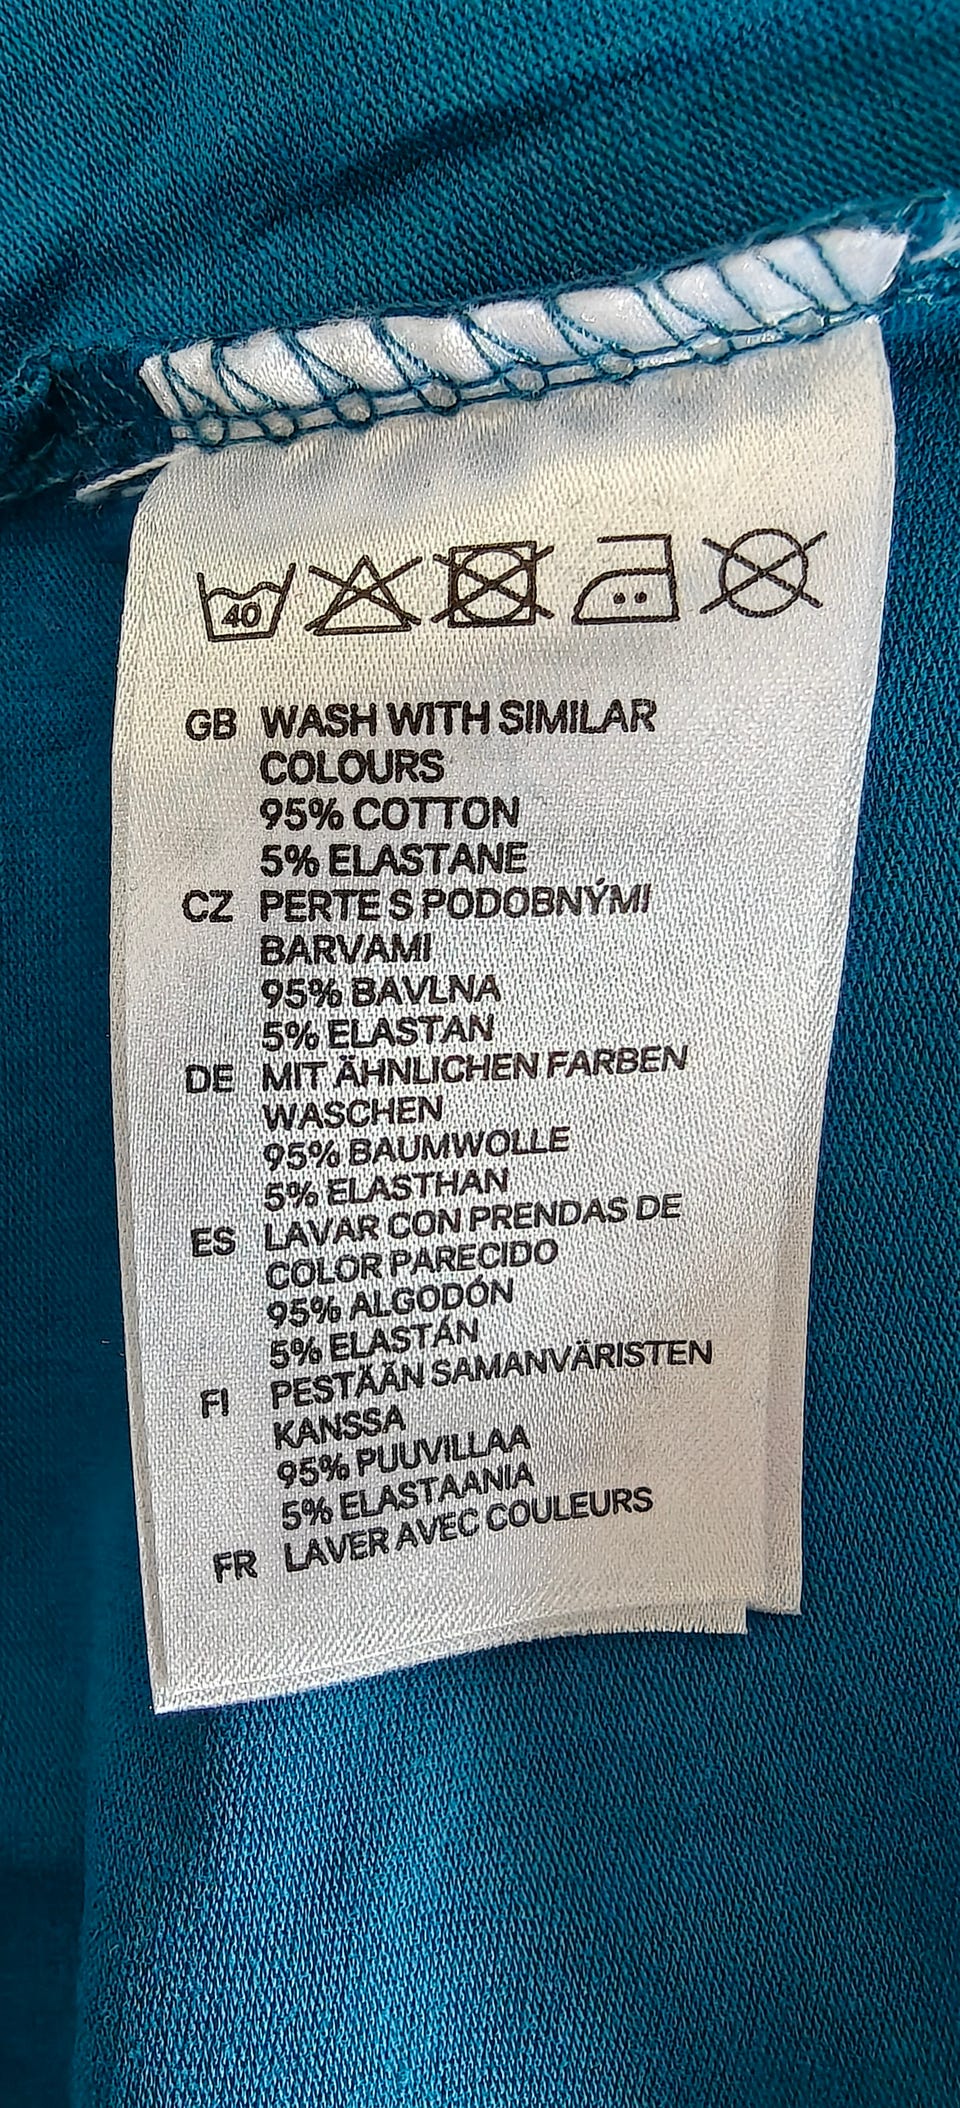 40
GB WASH WITH SIMILAR
COLOURS
95% COTTON
5% ELASTANE
CZ PERTE S PODOBNÝMI
BARVAMI
95% BAVLNA
5% ELASTAN
DE MIT ÄHNLICHEN FARBEN
WASCHEN
95% BAUMWOLLE
5% ELASTHAN
ES LAVAR CON PRENDAS DE
COLOR PARECIDO
95% ALGODÓN
5% ELASTÁN
FI PESTÄÄN SAMANVÄRISTEN
KANSSA
95% PUUVILLAA
5% ELASTAANIA
FR LAVER AVEC COULEURS